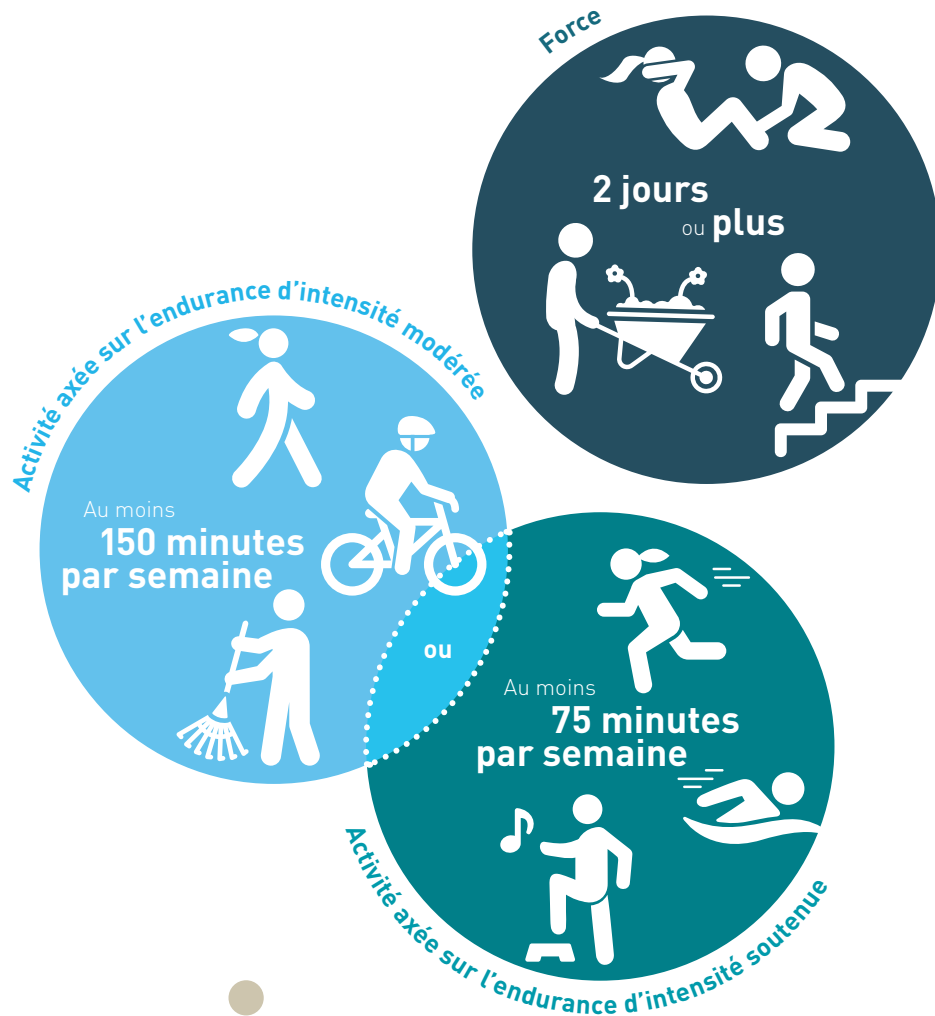 Force
2 jours
ou plus
Activité axée sur l'endurance d'intensité modérée
Au moins
150 minutes
par semaine
ou
Au moins
75 minutes
par semaine
Activité axée sur l'endurance d'intensité soutenue